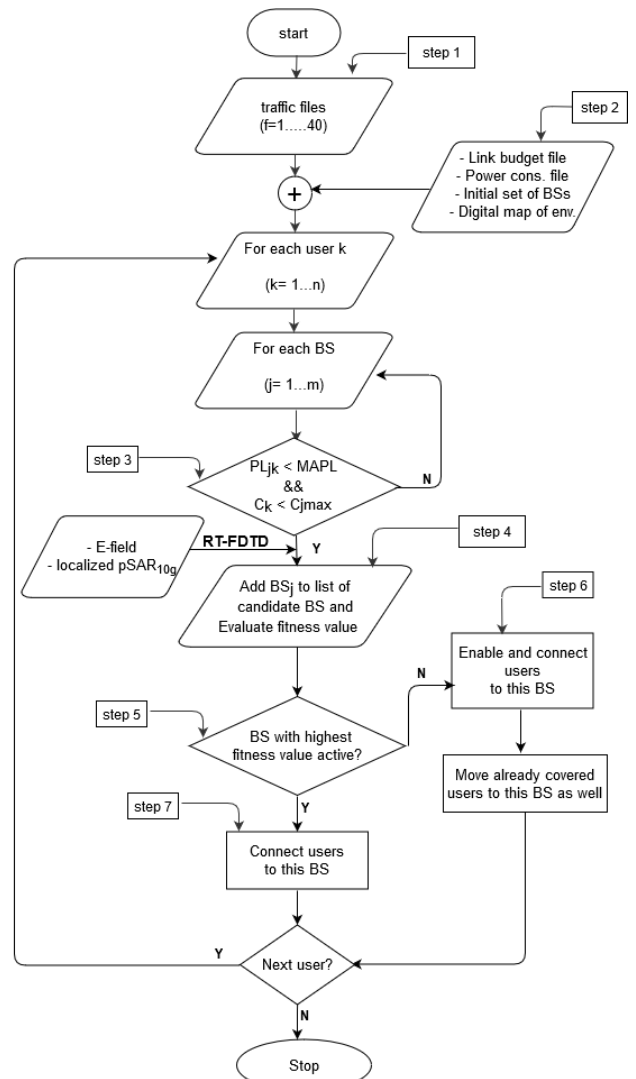 start
step 1
traffic files
(f=1.....40)
step 2
- Link budget file
- Power cons. file
- Initial set of BSs
- Digital map of env.
+
For each user k
(k= 1...n)
For each BS
(j= 1...m)
step 3
PLjk < MAPL
&&
Ck < Cjmax
N
Y
- E-field
- localized pSAR10g
RT-FDTD
step 4
Add BSj to list of
candidate BS and
Evaluate fitness value
step 5
BS with highest
fitness value active?
N
Y
step 6
Enable and connect
users
to this BS
Move already covered
users to this BS as well
step 7
Connect users
to this BS
Next user?
Y
N
Stop